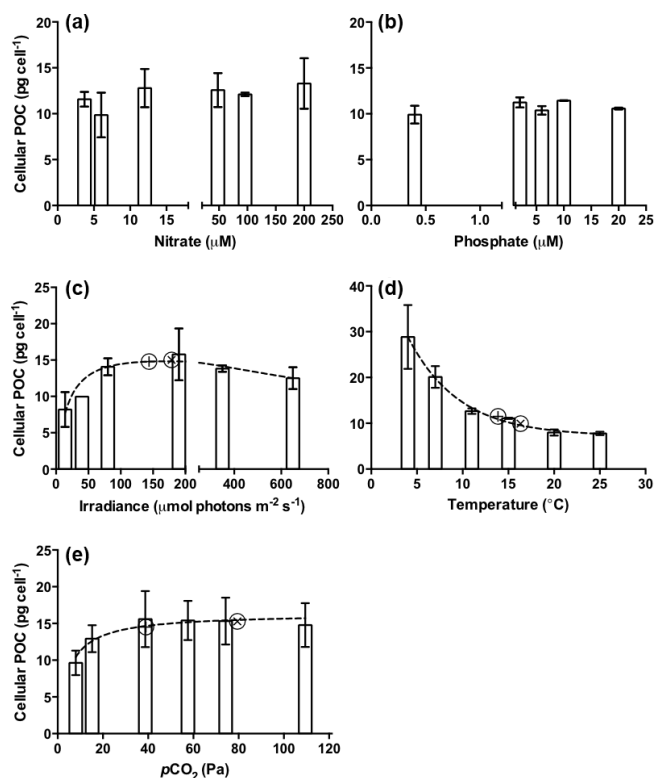 (a)
Cellular POC (pg cell⁻¹)
20
15
10
5
0
0 5 10 15 50 100 150 200 250
Nitrate (μM)
(b)
20
15
10
5
0
0.0 0.5 1.0 5 10 15 20 25
Phosphate (μM)
(c)
Cellular POC (pg cell⁻¹)
25
20
15
10
5
0
0 50 100 150 200 400 600 800
Irradiance (μmol photons m⁻² s⁻¹)
(d)
40
30
20
10
0
0 5 10 15 20 25 30
Temperature (°C)
(e)
Cellular POC (pg cell⁻¹)
25
20
15
10
5
0
0 20 40 60 80 100 120
pCO₂ (Pa)